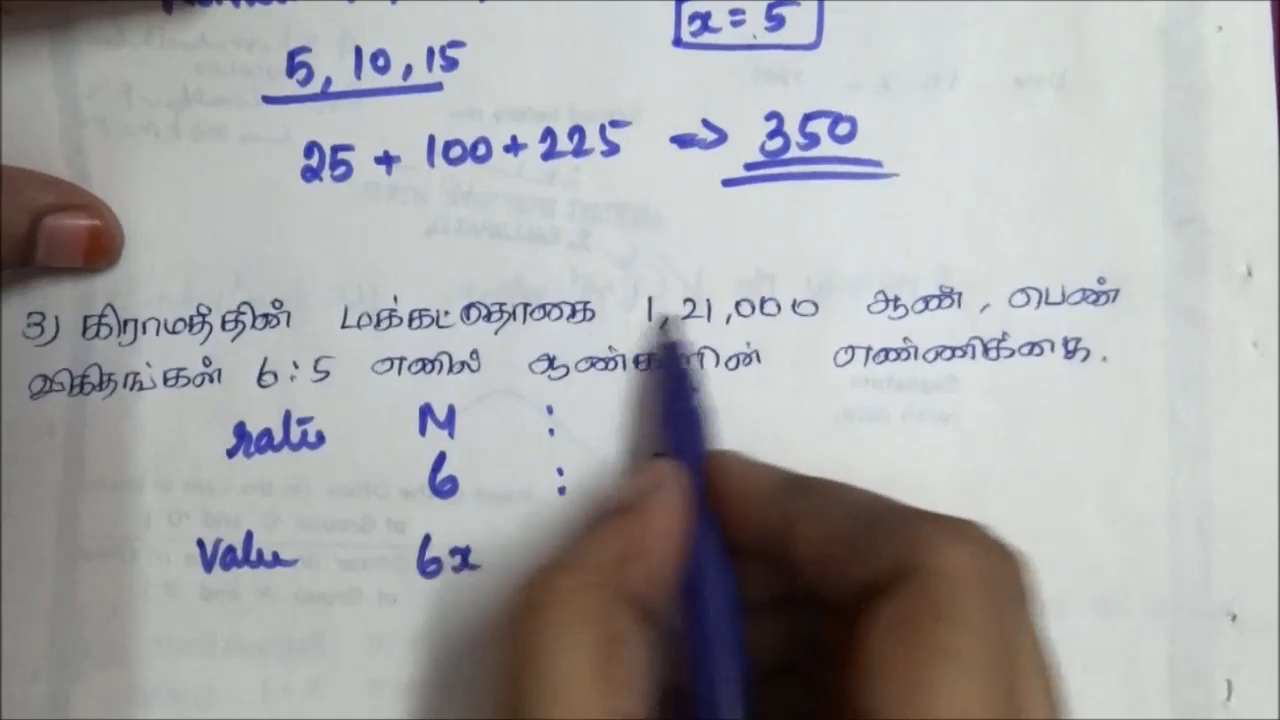 x = 5
5, 10, 15
25 + 100 + 225 => 350
3) கிராமத்தின் மக்கட்தொகை 1,21,000 ஆண், பெண்
விகிதங்கள் 6:5 எனில் ஆண்களின் எண்ணிக்கை.
ratio M :
6 :
Value 6x